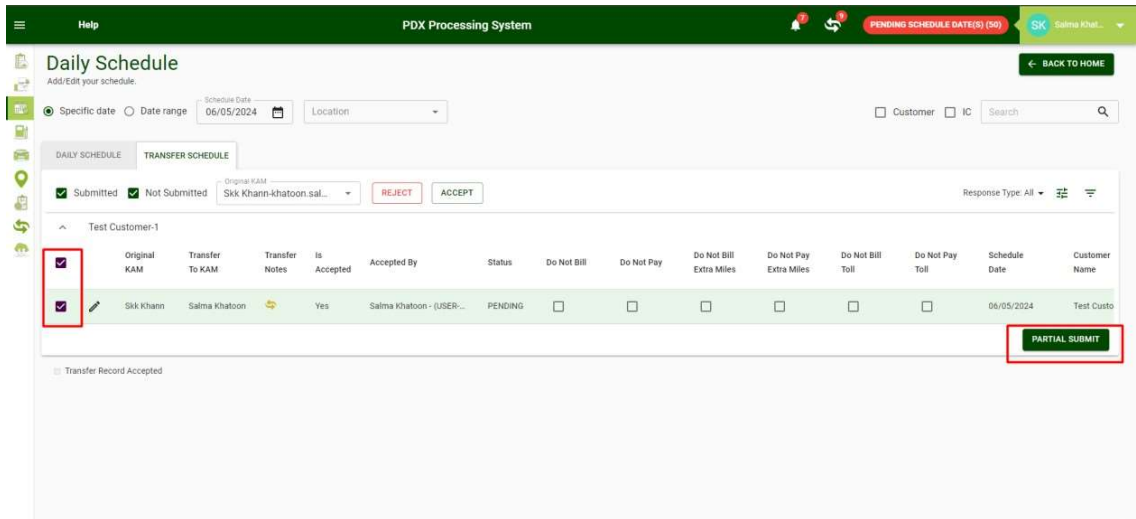 Help
PDX Processing System
7
9
PENDING SCHEDULE DATE(S) (50)
SK
Salma Khat...
Daily Schedule
Add/Edit your schedule.
← BACK TO HOME
Specific date
Date range
Schedule Date
06/05/2024
Location
Customer
IC
Search
DAILY SCHEDULE
TRANSFER SCHEDULE
Submitted
Not Submitted
Original KAM
Skk Khann-khatoon.sal...
REJECT
ACCEPT
Response Type: All
Test Customer-1
Original KAM
Transfer To KAM
Transfer Notes
Is Accepted
Accepted By
Status
Do Not Bill
Do Not Pay
Do Not Bill Extra Miles
Do Not Pay Extra Miles
Do Not Bill Toll
Do Not Pay Toll
Schedule Date
Customer Name
Skk Khann
Salma Khatoon
Yes
Salma Khatoon - (USER-...
PENDING
06/05/2024
Test Custo
PARTIAL SUBMIT
Transfer Record Accepted